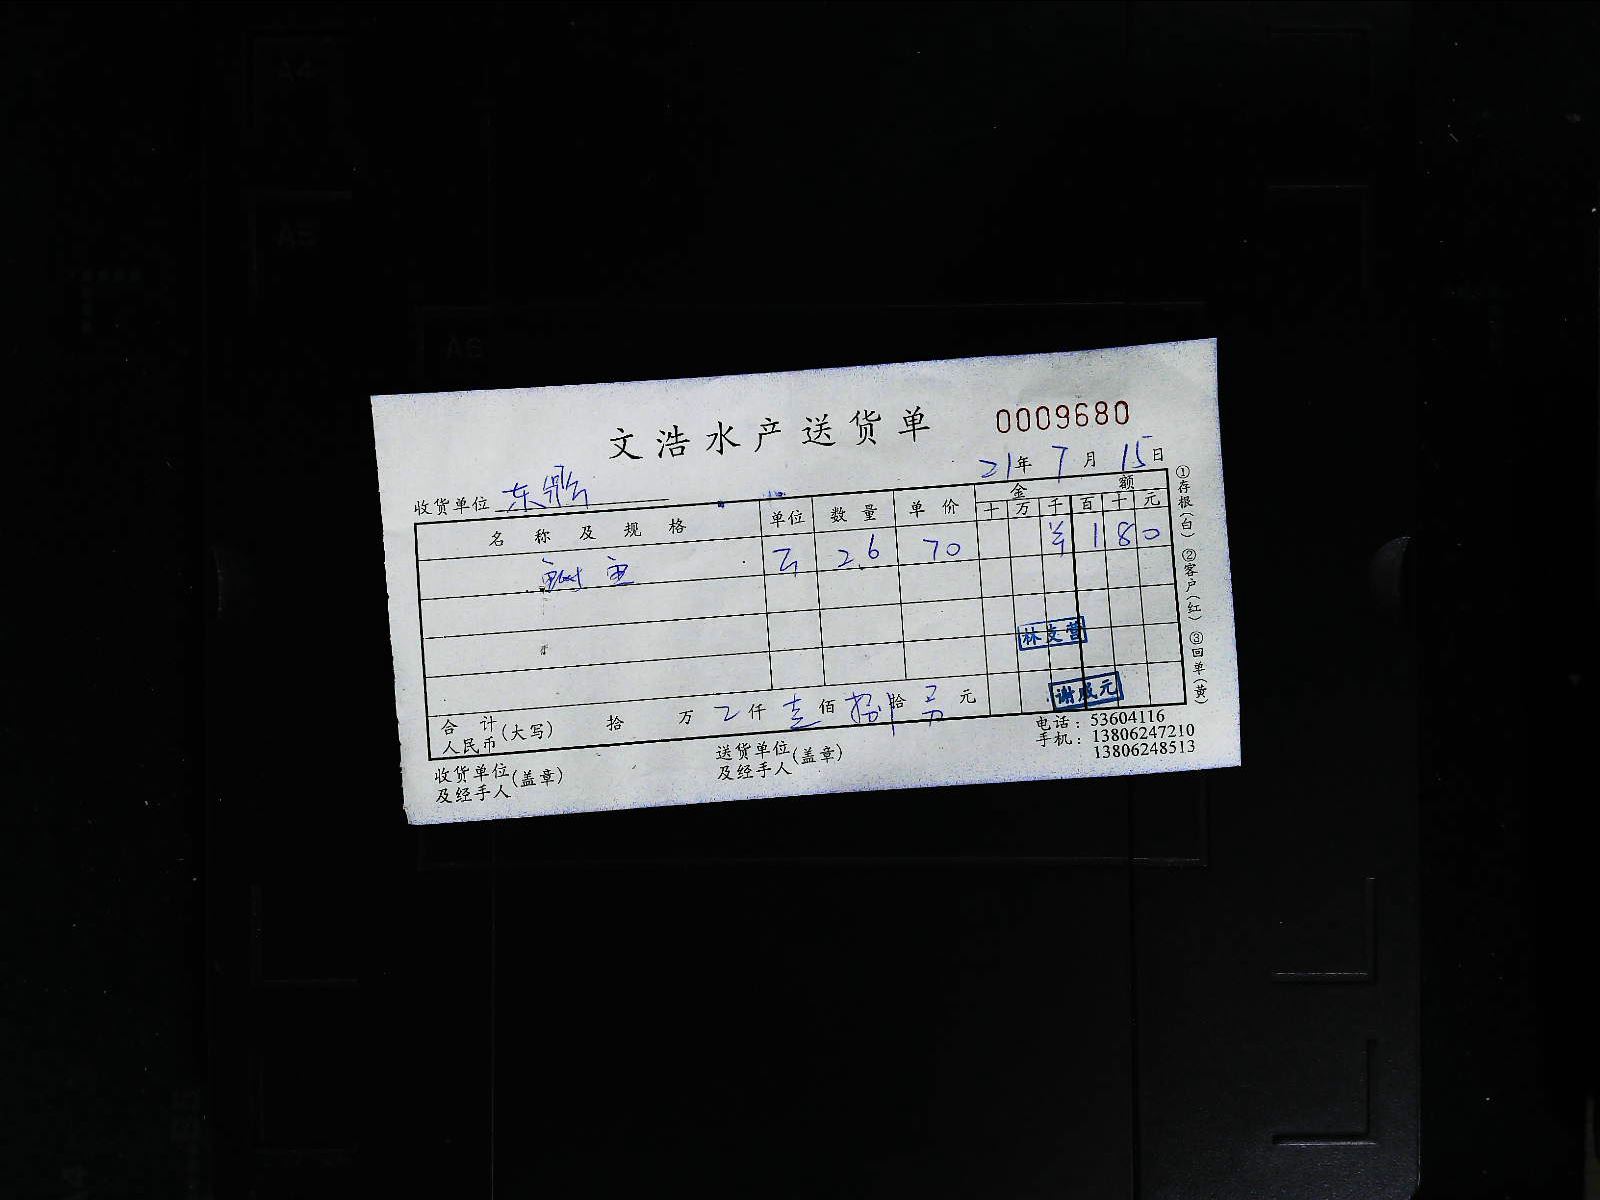 A4
A5
A6
文浩水产送货单 0009680
21年 7月 15日
收货单位 东
名称及规格 单位 数量 单价 金额
十 万 千 百 十 元
鱼 斤 2.6 70 ¥ 1 8 0
林文营
谢成元
合计 人民币 (大写) 拾 万 仟 壹 佰 捌 拾 元
收货单位 及经手人 (盖章)
送货单位 及经手人 (盖章)
电话：53604116
手机：13806247210
13806248513
①存根(白) ②客户(红) ③回单(黄)